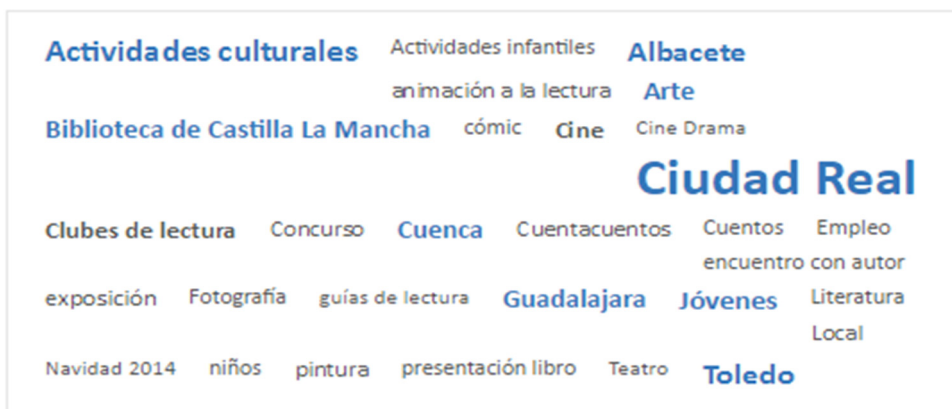 Actividades culturales Actividades infantiles Albacete
animación a la lectura Arte
Biblioteca de Castilla La Mancha cómic Cine Cine Drama
Ciudad Real
Clubes de lectura Concurso Cuenca Cuentacuentos Cuentos Empleo
encuentro con autor
exposición Fotografía guías de lectura Guadalajara Jóvenes Literatura
Local
Navidad 2014 niños pintura presentación libro Teatro Toledo